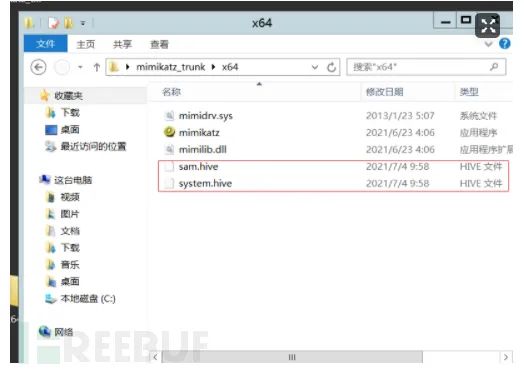 x64
文件 主页 共享 查看
mimikatz_trunk x64 搜索"x64"
名称 修改日期 类型
收藏夹
下载
桌面
最近访问的位置
这台电脑
视频
图片
文档
下载
音乐
桌面
本地磁盘 (C:)
网络
mimidrv.sys 2013/1/23 5:07 系统文件
mimikatz 2021/6/23 4:06 应用程序
mimilib.dll 2021/6/23 4:06 应用程序扩展
sam.hive 2021/7/4 9:58 HIVE 文件
system.hive 2021/7/4 9:58 HIVE 文件
REEBUF